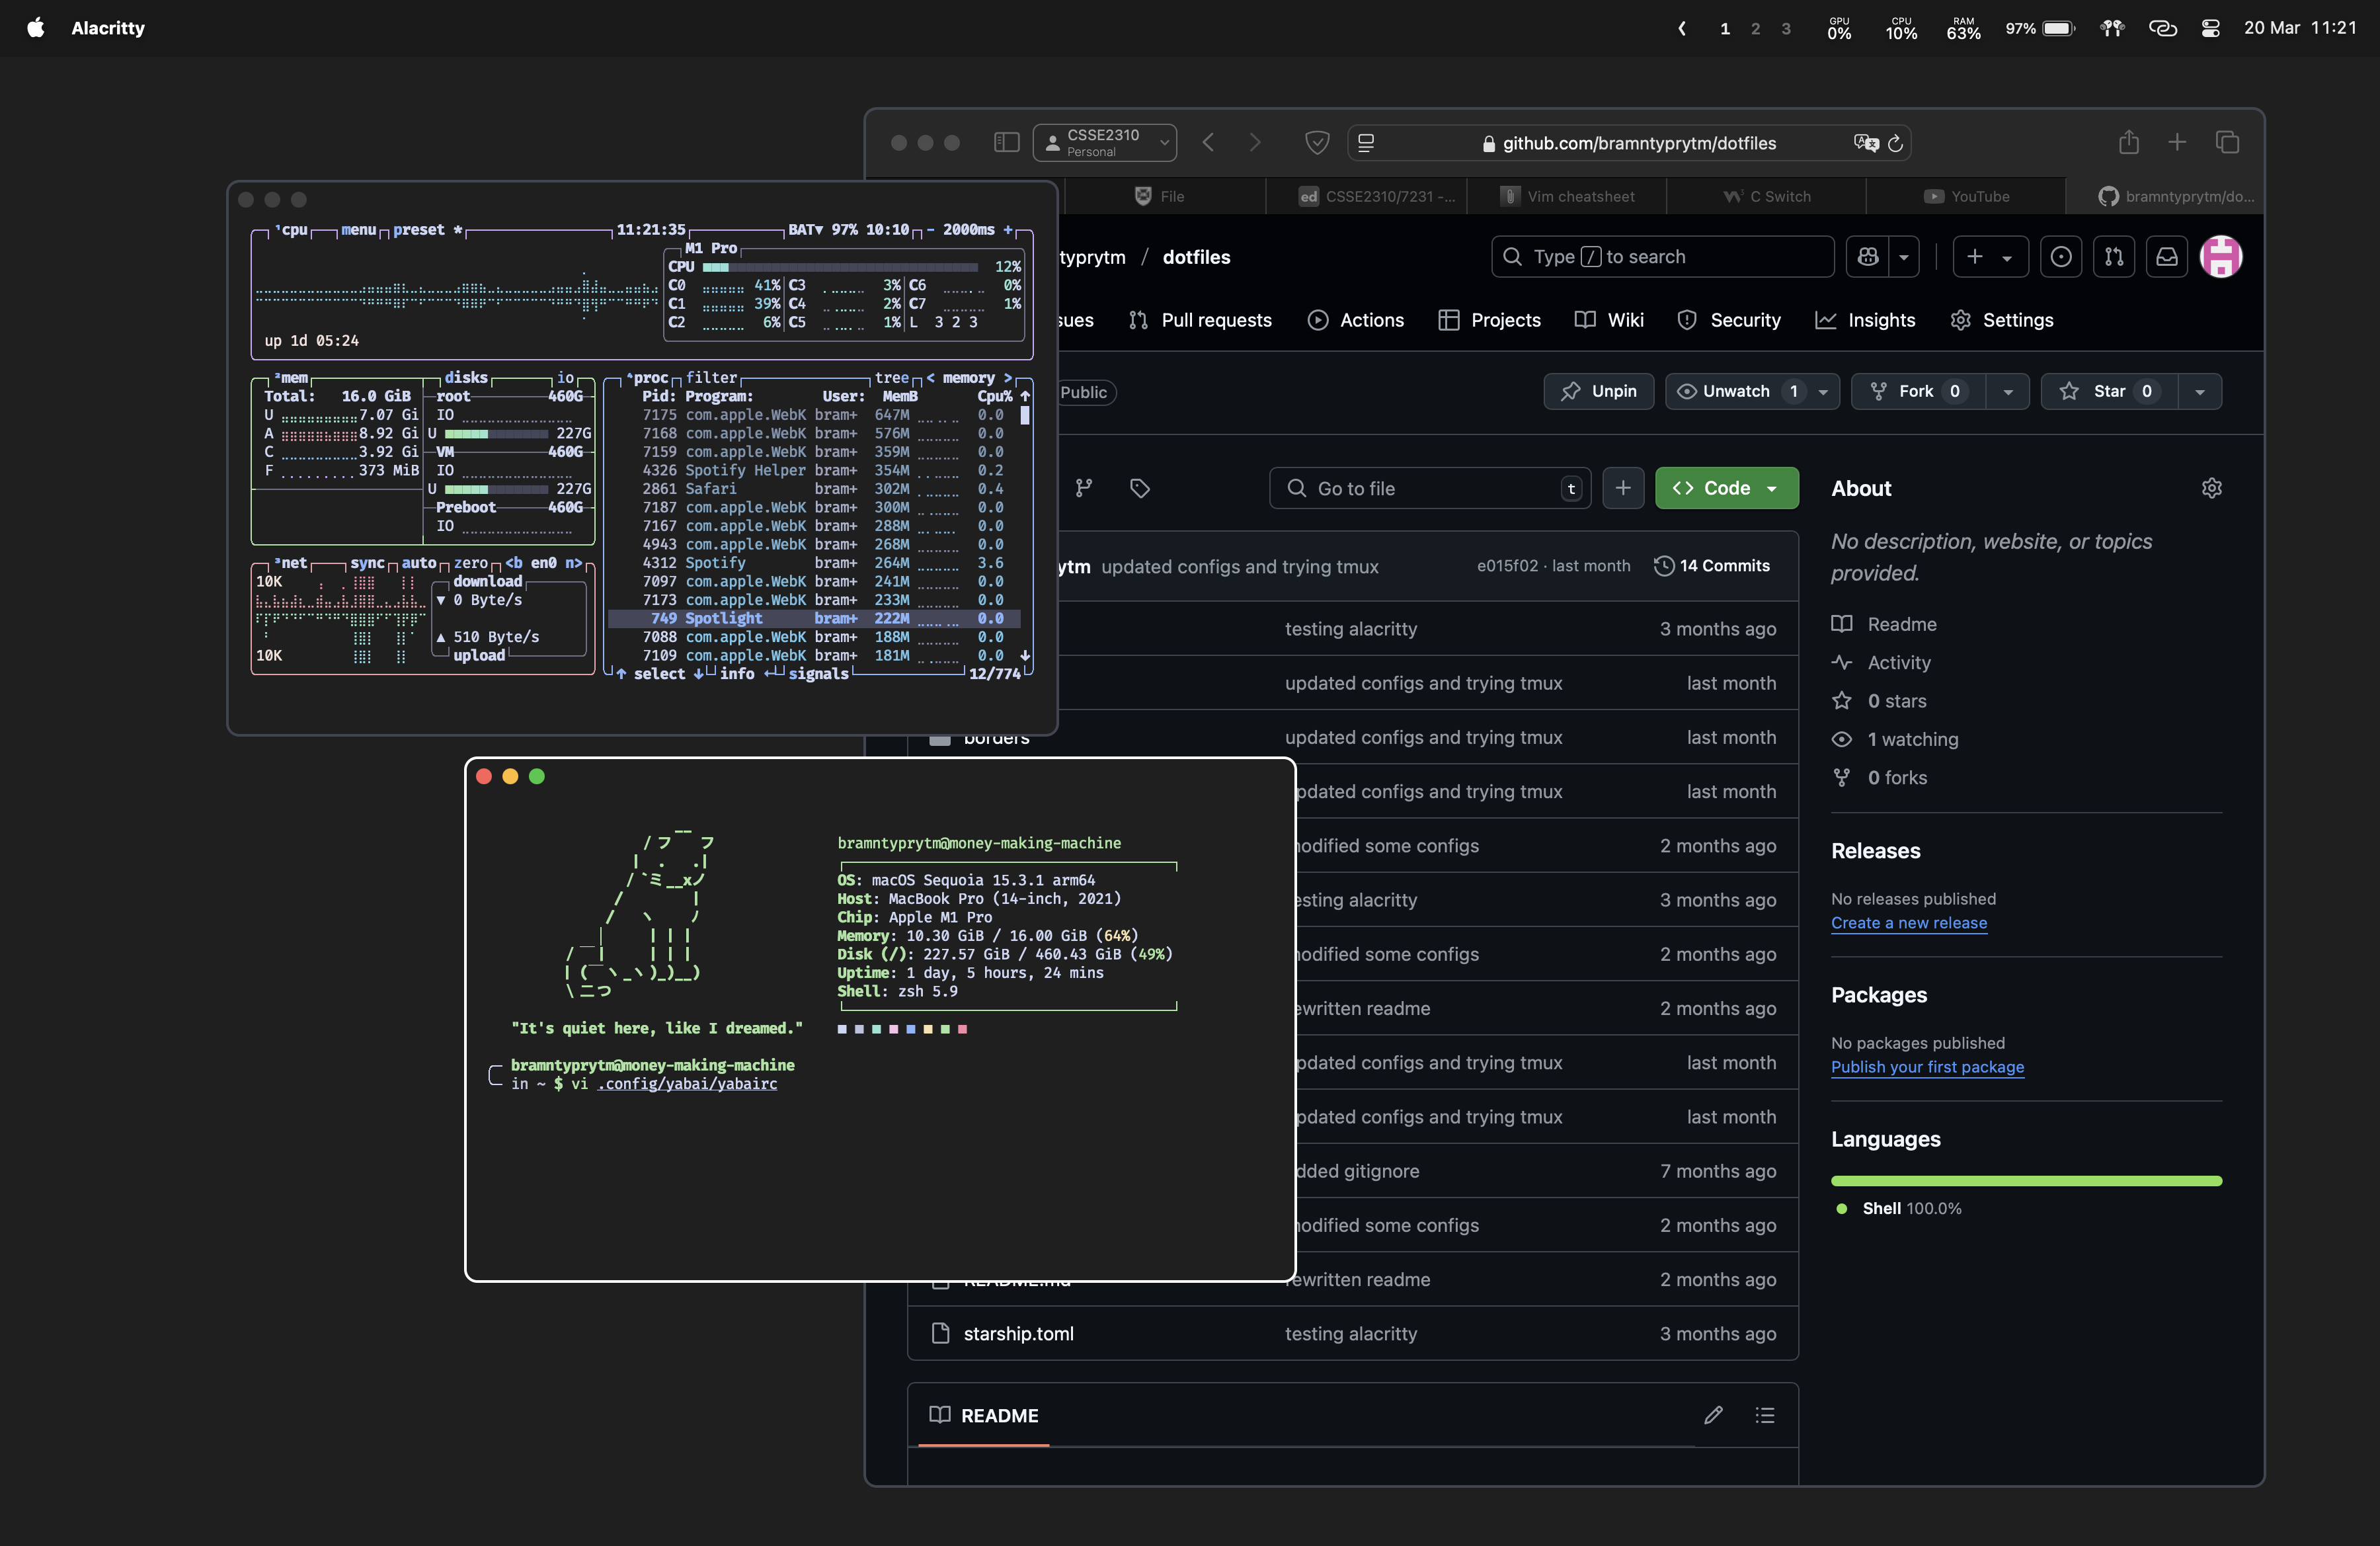 Alacritty
1 2 3 GPU 0% CPU 10% RAM 63% 97% 20 Mar 11:21
CSSE2310
Personal
github.com/bramntyprytm/dotfiles
File
CSSE2310/7231 -...
Vim cheatsheet
C Switch
YouTube
bramntyprytm/do...
typrytm / dotfiles
Type / to search
Pull requests
Actions
Projects
Wiki
Security
Insights
Settings
Public
Unpin
Unwatch 1
Fork 0
Star 0
Go to file t
Code
updated configs and trying tmux e015f02 · last month 14 Commits
testing alacritty 3 months ago
updated configs and trying tmux last month
borders updated configs and trying tmux last month
updated configs and trying tmux last month
modified some configs 2 months ago
testing alacritty 3 months ago
modified some configs 2 months ago
rewritten readme 2 months ago
updated configs and trying tmux last month
updated configs and trying tmux last month
added gitignore 7 months ago
modified some configs 2 months ago
README.md rewritten readme 2 months ago
starship.toml testing alacritty 3 months ago
README
About
No description, website, or topics
provided.
Readme
Activity
0 stars
1 watching
0 forks
Releases
No releases published
Create a new release
Packages
No packages published
Publish your first package
Languages
Shell 100.0%
¹cpu menu preset * 11:21:35 BAT▼ 97% 10:10 - 2000ms +
M1 Pro
CPU 12%
C0 41% C3 3% C6 0%
C1 39% C4 2% C7 1%
C2 6% C5 1% L 3 2 3
up 1d 05:24
²mem disks io
Total: 16.0 GiB root 460G
U 7.07 Gi IO
A 8.92 Gi U 227G
C 3.92 Gi VM 460G
F 373 MiB IO
U 227G
Preboot 460G
IO
³net sync auto zero <b en0 n>
10K download
▼ 0 Byte/s
▲ 510 Byte/s
10K upload
⁴proc filter tree < memory >
Pid: Program: User: MemB Cpu% ↑
7175 com.apple.WebK bram+ 647M 0.0
7168 com.apple.WebK bram+ 576M 0.0
7159 com.apple.WebK bram+ 359M 0.0
4326 Spotify Helper bram+ 354M 0.2
2861 Safari bram+ 302M 0.4
7187 com.apple.WebK bram+ 300M 0.0
7167 com.apple.WebK bram+ 288M 0.0
4943 com.apple.WebK bram+ 268M 0.0
4312 Spotify bram+ 264M 3.6
7097 com.apple.WebK bram+ 241M 0.0
7173 com.apple.WebK bram+ 233M 0.0
749 Spotlight bram+ 222M 0.0
7088 com.apple.WebK bram+ 188M 0.0
7109 com.apple.WebK bram+ 181M 0.0 ↓
↑ select ↓ info ↵ signals 12/774
bramntyprytm@money-making-machine
OS: macOS Sequoia 15.3.1 arm64
Host: MacBook Pro (14-inch, 2021)
Chip: Apple M1 Pro
Memory: 10.30 GiB / 16.00 GiB (64%)
Disk (/): 227.57 GiB / 460.43 GiB (49%)
Uptime: 1 day, 5 hours, 24 mins
Shell: zsh 5.9
"It's quiet here, like I dreamed."
bramntyprytm@money-making-machine
in ~ $ vi .config/yabai/yabairc